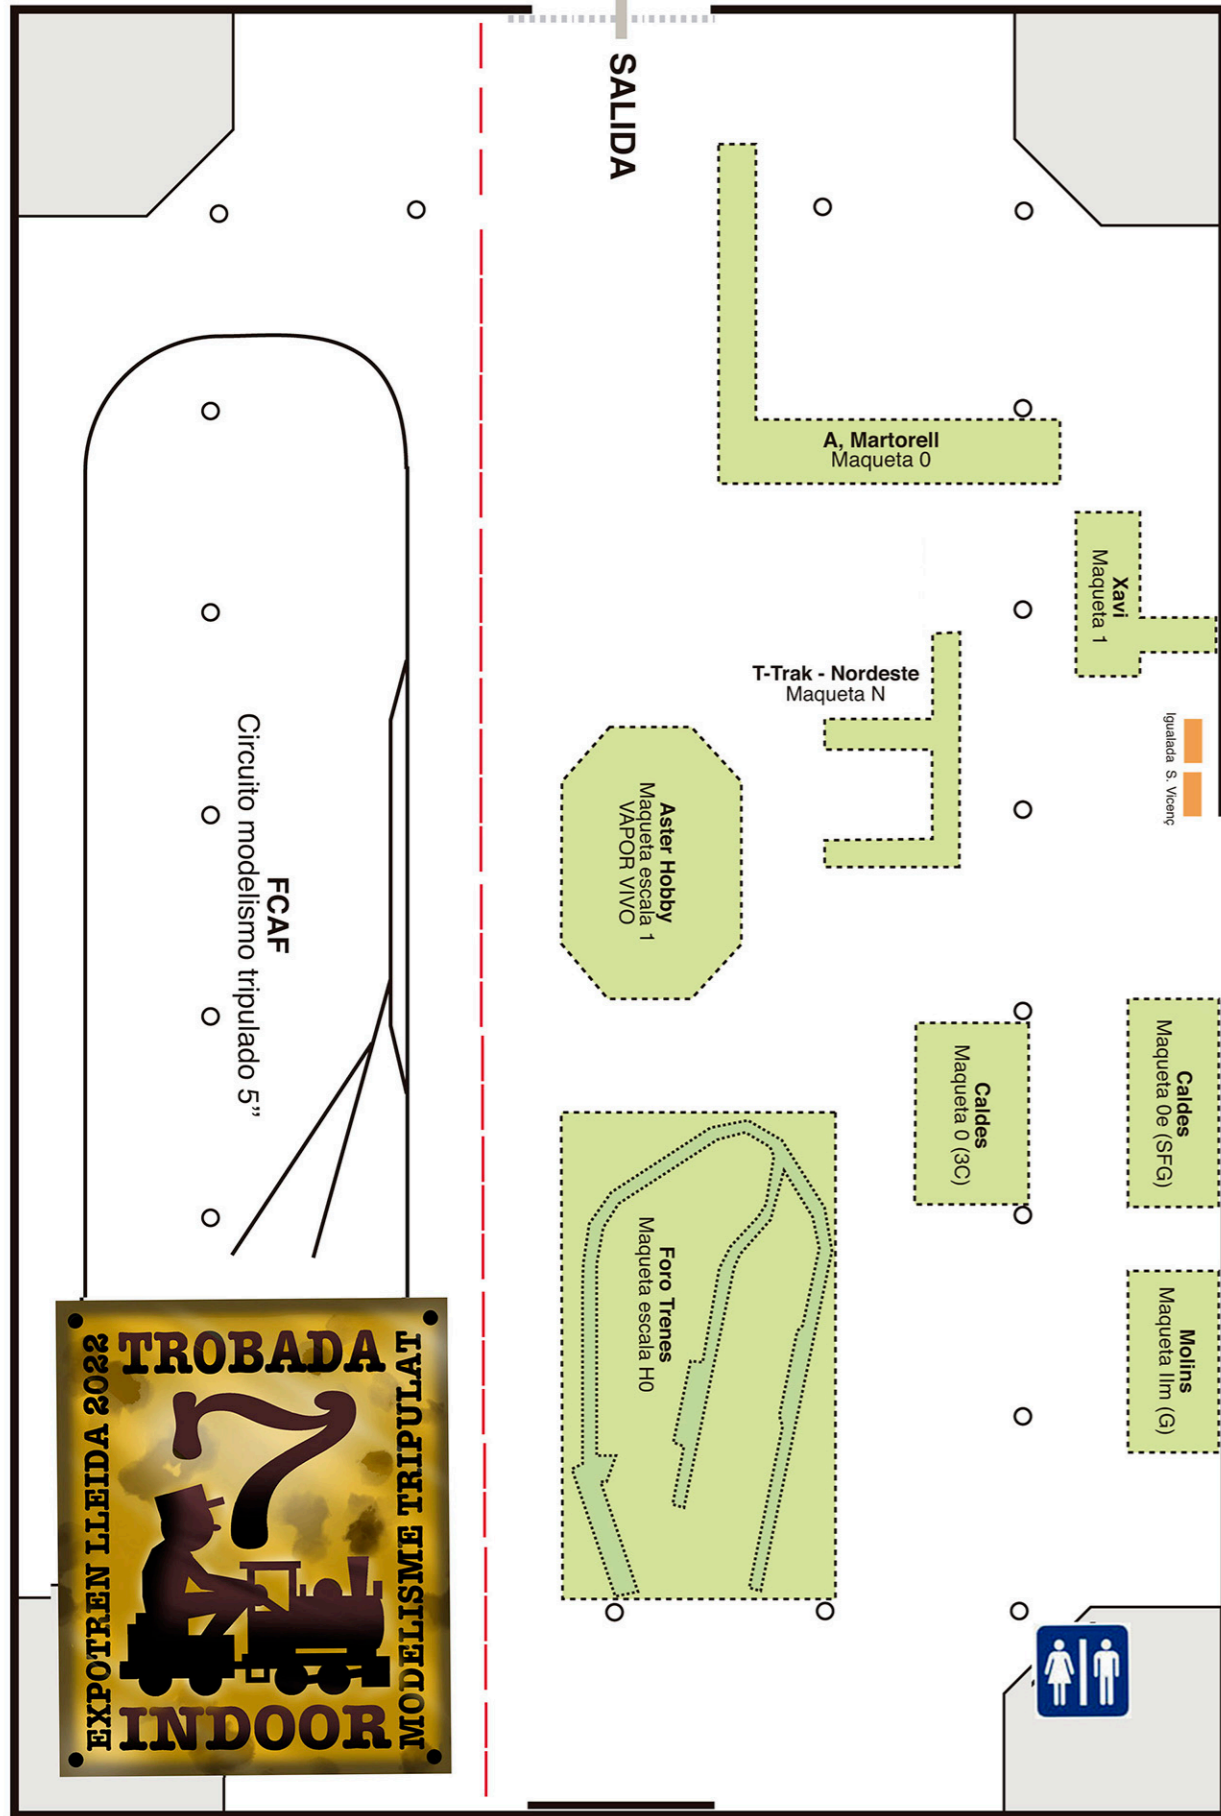 SALIDA
A, Martorell
Maqueta 0
Xavi
Maqueta 1
T-Trak - Nordeste
Maqueta N
Igualada S. Vicenç
Aster Hobby
Maqueta escala 1
VAPOR VIVO
FCAF
Circuito modelismo tripulado 5”
Caldes
Maqueta 0 (3C)
Caldes
Maqueta 0e (SFG)
Foro Trenes
Maqueta escala H0
Molins
Maqueta IIm (G)
TROBADA
7
EXPOTREN LLEIDA 2022
MODELISME TRIPULAT
INDOOR